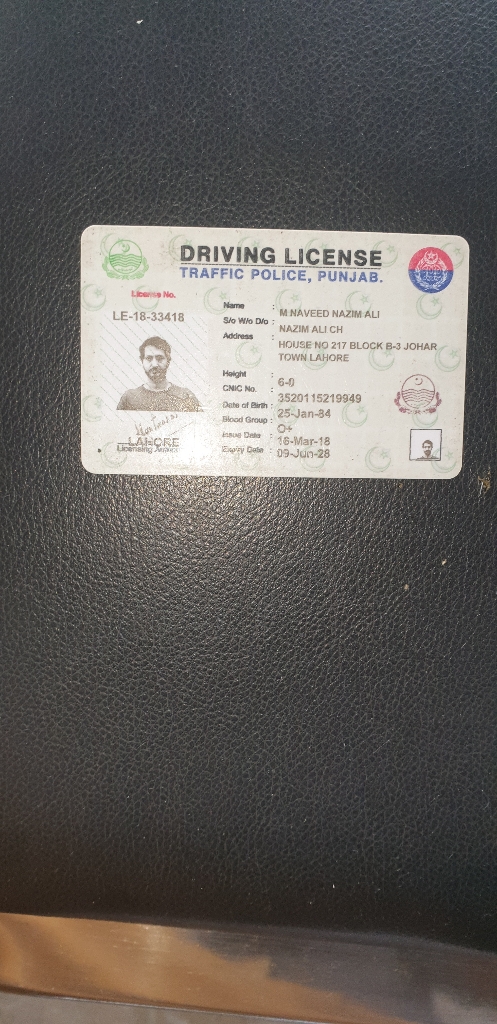 DRIVING LICENSE
TRAFFIC POLICE, PUNJAB.
License No.
LE-18-33418
Name : M NAVEED NAZIM ALI
S/o W/o D/o : NAZIM ALI CH
Address : HOUSE NO 217 BLOCK B-3 JOHAR
TOWN LAHORE
Height : 6-0
CNIC No. : 3520115219949
Date of Birth : 25-Jan-84
Blood Group : O+
Issue Date : 16-Mar-18
Expiry Date : 09-Jun-28
LAHORE
Licensing